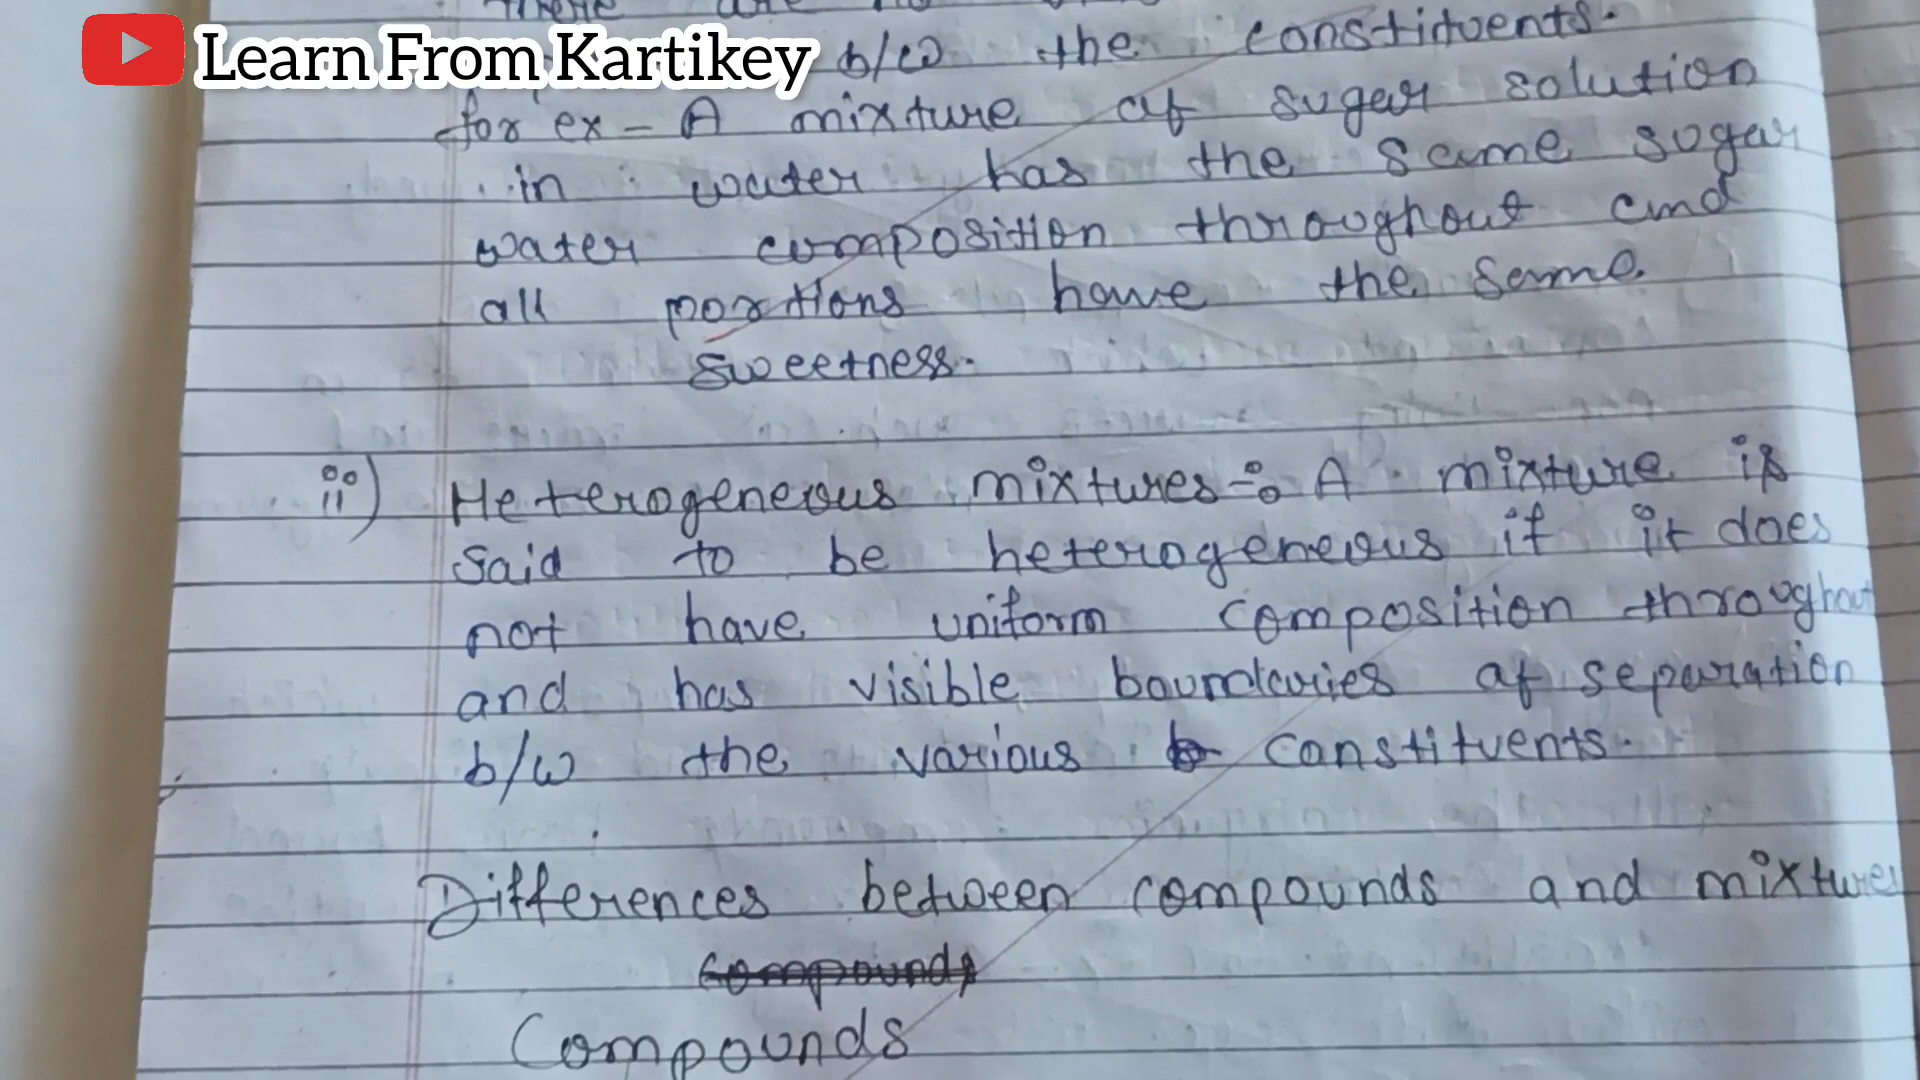 there are no
Learn From Kartikey
b/w the constituents.
for ex - A mixture of sugar solution
in water has the same sugar
water composition throughout and
all portions have the same
sweetness.
ii) Heterogeneous mixtures :- A mixture is
said to be heterogeneous if it does
not have uniform composition throughout
and has visible boundaries of separation
b/w the various constituents.
Differences between compounds and mixtures
Compounds
Compounds